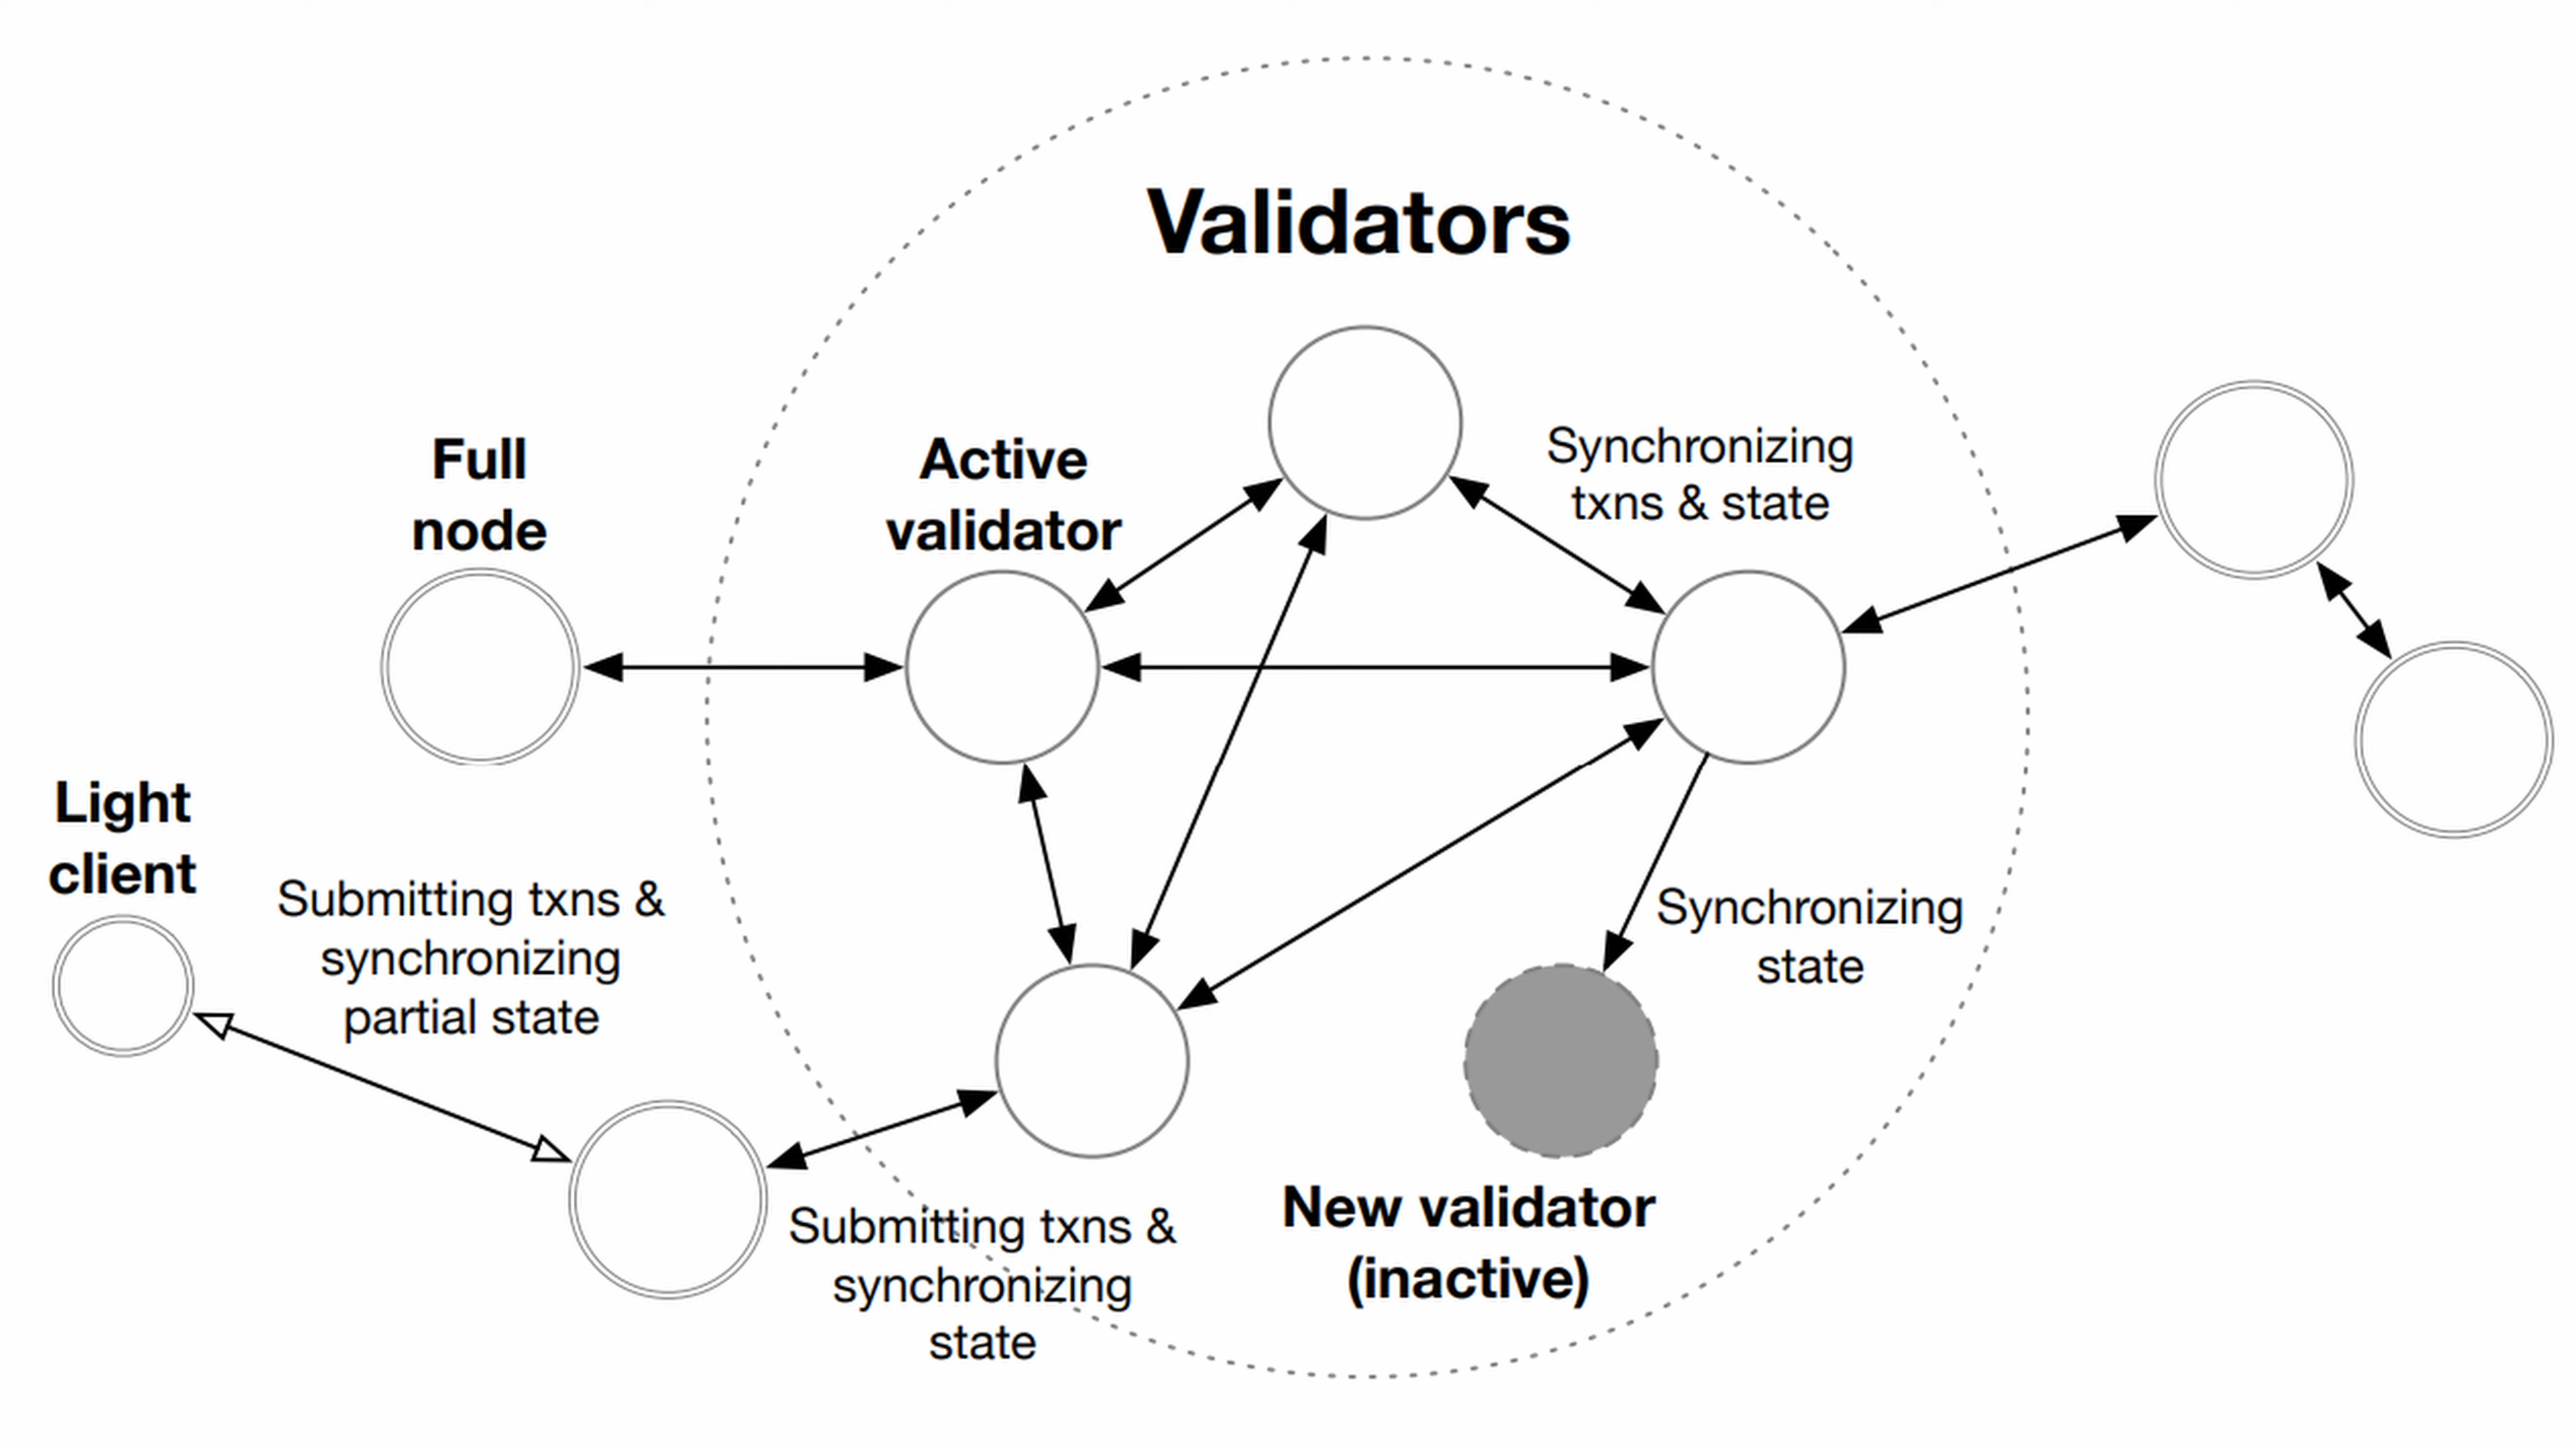 Validators
Full
node
Active
validator
Synchronizing
txns & state
Light
client
Submitting txns &
synchronizing
partial state
Synchronizing
state
Submitting txns &
synchronizing
state
New validator
(inactive)